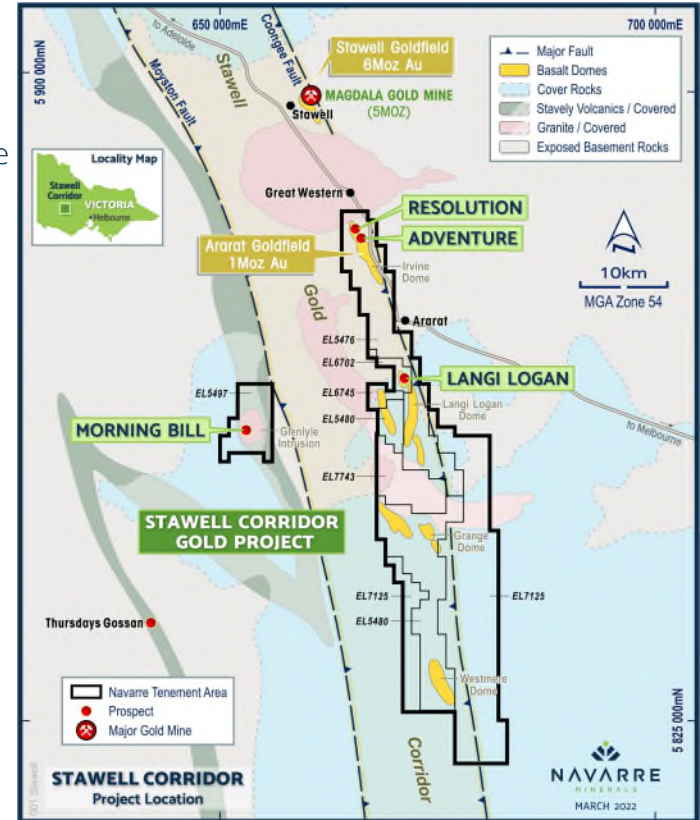 e
650 000mE
700 000mE
5 900 000mN
to Adelaide
Coongee Fault
Moyston Fault
Stawell
Stawell Goldfield
6Moz Au
MAGDALA GOLD MINE
(5MOZ)
Stawell
Major Fault
Basalt Domes
Cover Rocks
Stavely Volcanics / Covered
Granite / Covered
Exposed Basement Rocks
Locality Map
Stawell
Corridor
VICTORIA
Melbourne
Great Western
RESOLUTION
ADVENTURE
Ararat Goldfield
1Moz Au
Irvine
Dome
10km
MGA Zone 54
Gold
Ararat
EL5476
EL6702
LANGI LOGAN
EL5497
EL6745
EL5480
Langi Logan
Dome
MORNING BILL
Glenlyle
Intrusion
to Melbourne
EL7743
STAWELL CORRIDOR
GOLD PROJECT
Grange
Dome
EL7125
EL7125
EL5480
Thursdays Gossan
Westmere
Dome
Navarre Tenement Area
Prospect
Major Gold Mine
5 825 000mN
Corridor
STAWELL CORRIDOR
Project Location
001 Stawell
NAVARRE
MINERALS
MARCH 2022